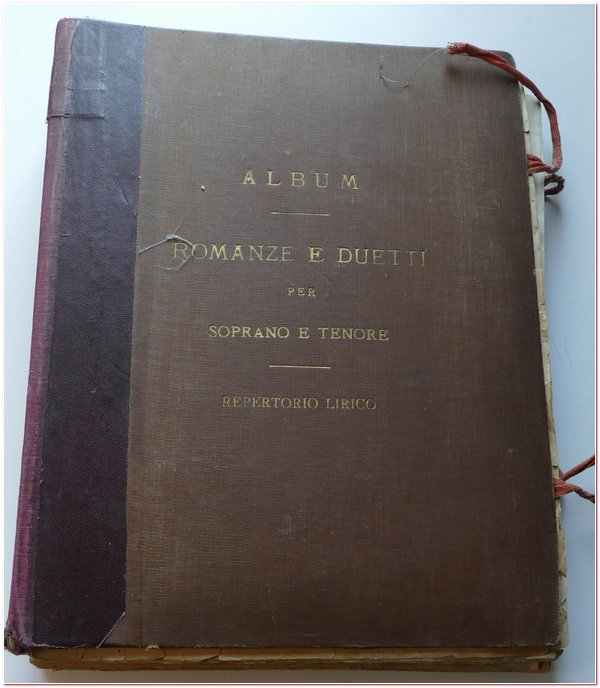 ALBUM
ROMANZE E DUETTI
PER
SOPRANO E TENORE
REPERTORIO LIRICO